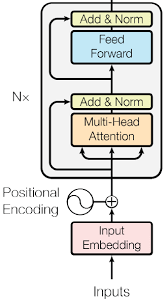 Add & Norm
Feed
Forward
N×
Add & Norm
Multi-Head
Attention
Positional
Encoding
Input
Embedding
Inputs